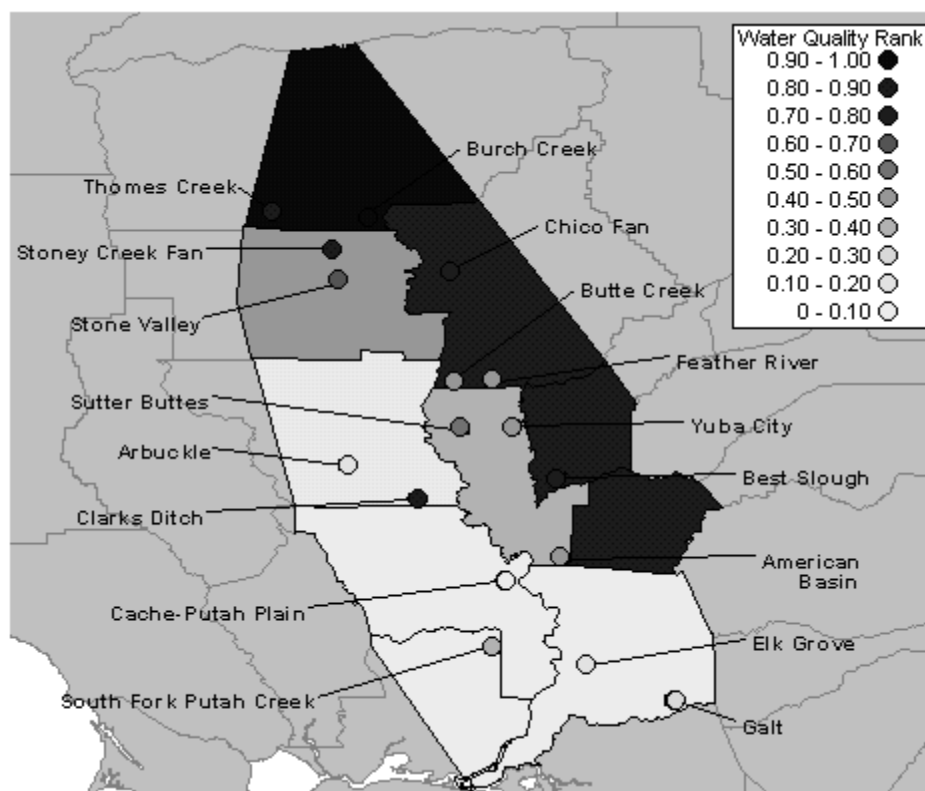 Water Quality Rank
0.90 - 1.00
0.80 - 0.90
0.70 - 0.80
0.60 - 0.70
0.50 - 0.60
0.40 - 0.50
0.30 - 0.40
0.20 - 0.30
0.10 - 0.20
0 - 0.10
Burch Creek
Thomes Creek
Chico Fan
Stoney Creek Fan
Butte Creek
Stone Valley
Feather River
Sutter Buttes
Yuba City
Arbuckle
Best Slough
Clarks Ditch
American
Basin
Cache-Putah Plain
Elk Grove
South Fork Putah Creek
Galt